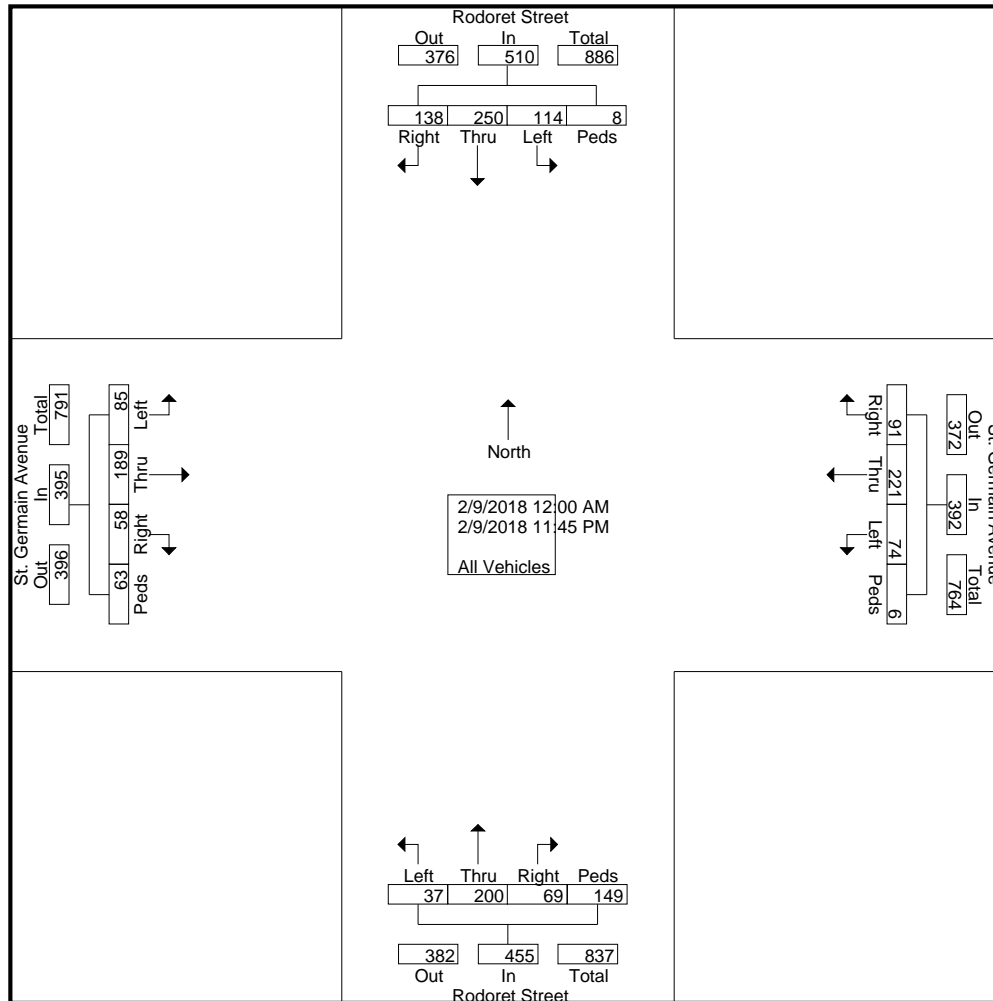 Rodoret Street
Out In Total
376 510 886
138 250 114 8
Right Thru Left Peds
St. Germain Avenue
Total In Out
791 395 396
85 189 58 63
Left Thru Right Peds
North
2/9/2018 12:00 AM
2/9/2018 11:45 PM
All Vehicles
Right Thru Left Peds
91 221 74 6
Out In Total
372 392 764
St. Germain Avenue
Left Thru Right Peds
37 200 69 149
382 455 837
Out In Total
Rodoret Street